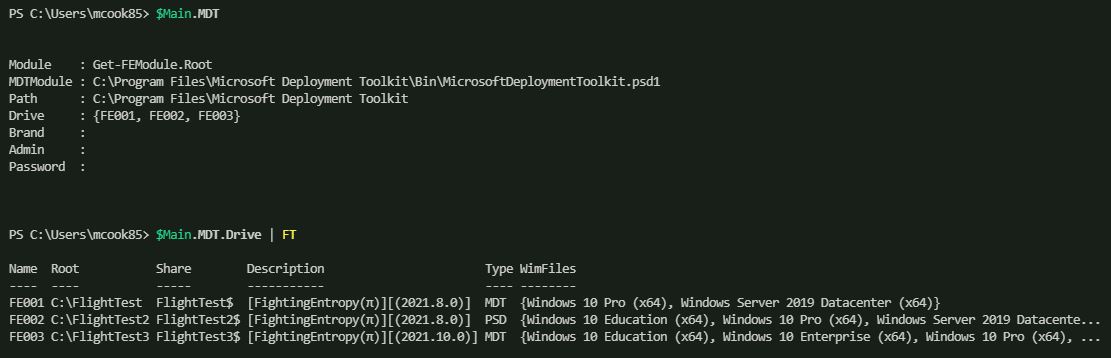 PS C:\Users\mcook85> $Main.MDT
Module    : Get-FEModule.Root
MDTModule : C:\Program Files\Microsoft Deployment Toolkit\Bin\MicrosoftDeploymentToolkit.psd1
Path      : C:\Program Files\Microsoft Deployment Toolkit
Drive     : {FE001, FE002, FE003}
Brand     :
Admin     :
Password  :
PS C:\Users\mcook85> $Main.MDT.Drive | FT
Name  Root           Share        Description                       Type WimFiles
----  ----           -----        -----------                       ---- --------
FE001 C:\FlightTest  FlightTest$  [FightingEntropy(π)][(2021.8.0)]  MDT  {Windows 10 Pro (x64), Windows Server 2019 Datacenter (x64)}
FE002 C:\FlightTest2 FlightTest2$ [FightingEntropy(π)][(2021.8.0)]  PSD  {Windows 10 Education (x64), Windows 10 Pro (x64), Windows Server 2019 Datacente...
FE003 C:\FlightTest3 FlightTest3$ [FightingEntropy(π)][(2021.10.0)] MDT  {Windows 10 Education (x64), Windows 10 Enterprise (x64), Windows 10 Pro (x64), ...